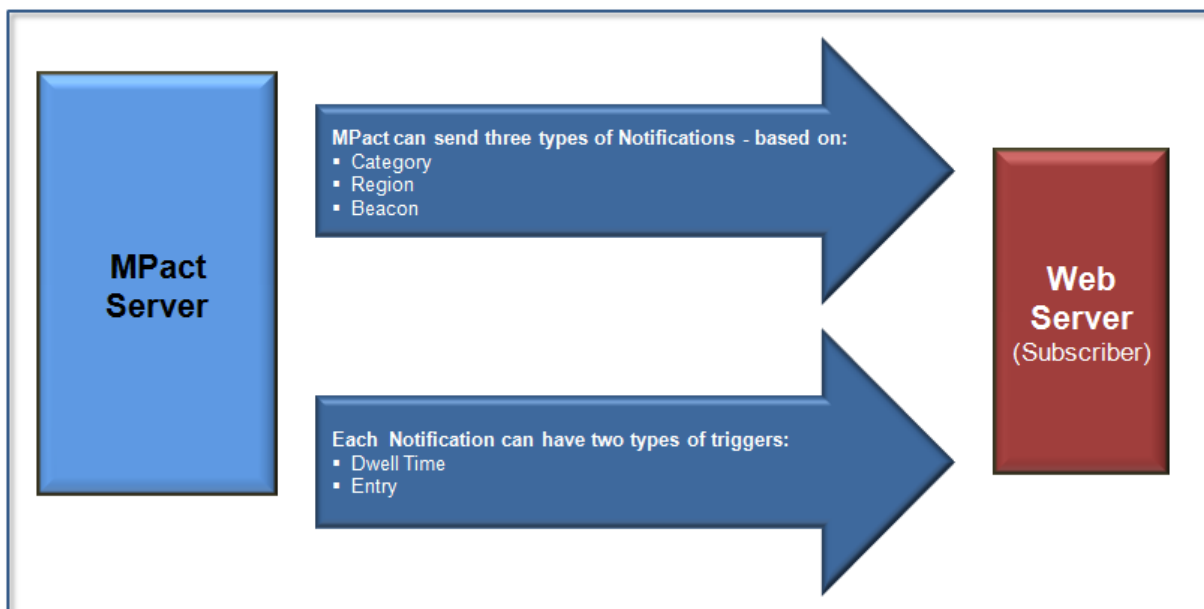 MPact
Server
MPact can send three types of Notifications - based on:
▪ Category
▪ Region
▪ Beacon
Each Notification can have two types of triggers:
▪ Dwell Time
▪ Entry
Web
Server
(Subscriber)